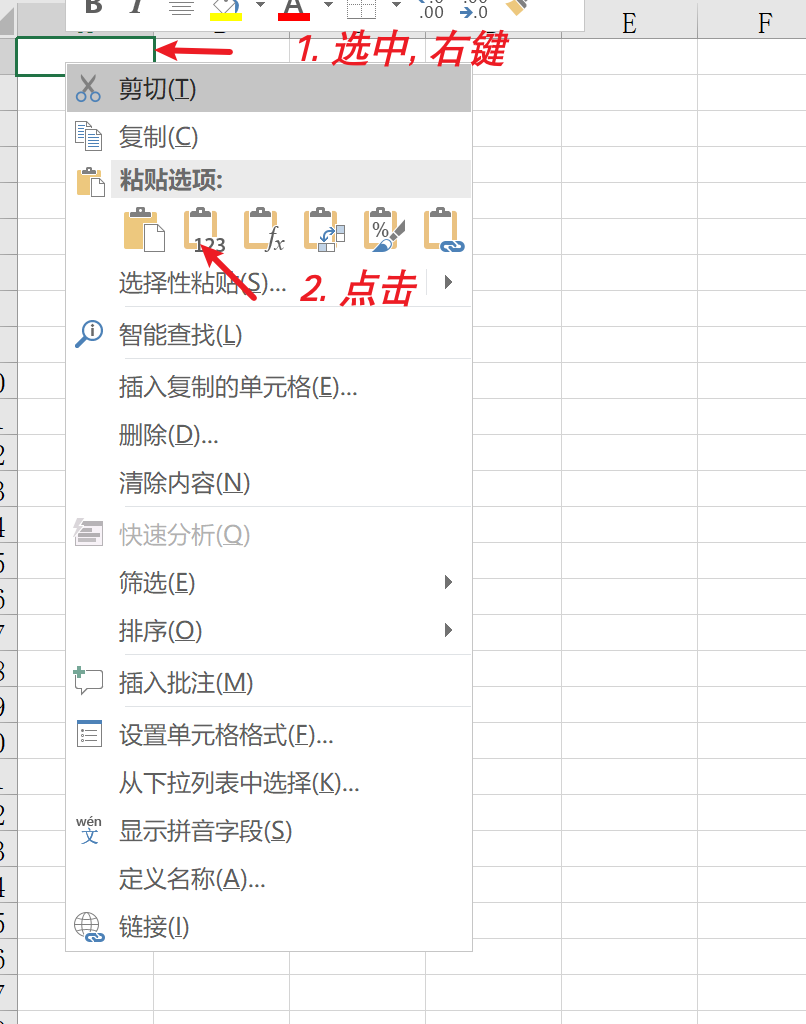 B I A .00 .0
E F
1. 选中, 右键
剪切(T)
复制(C)
粘贴选项:
123 fx %
选择性粘贴(S)...
2. 点击
智能查找(L)
插入复制的单元格(E)...
删除(D)...
清除内容(N)
快速分析(Q)
筛选(E)
排序(O)
插入批注(M)
设置单元格格式(F)...
从下拉列表中选择(K)...
wén
文
显示拼音字段(S)
定义名称(A)...
链接(I)